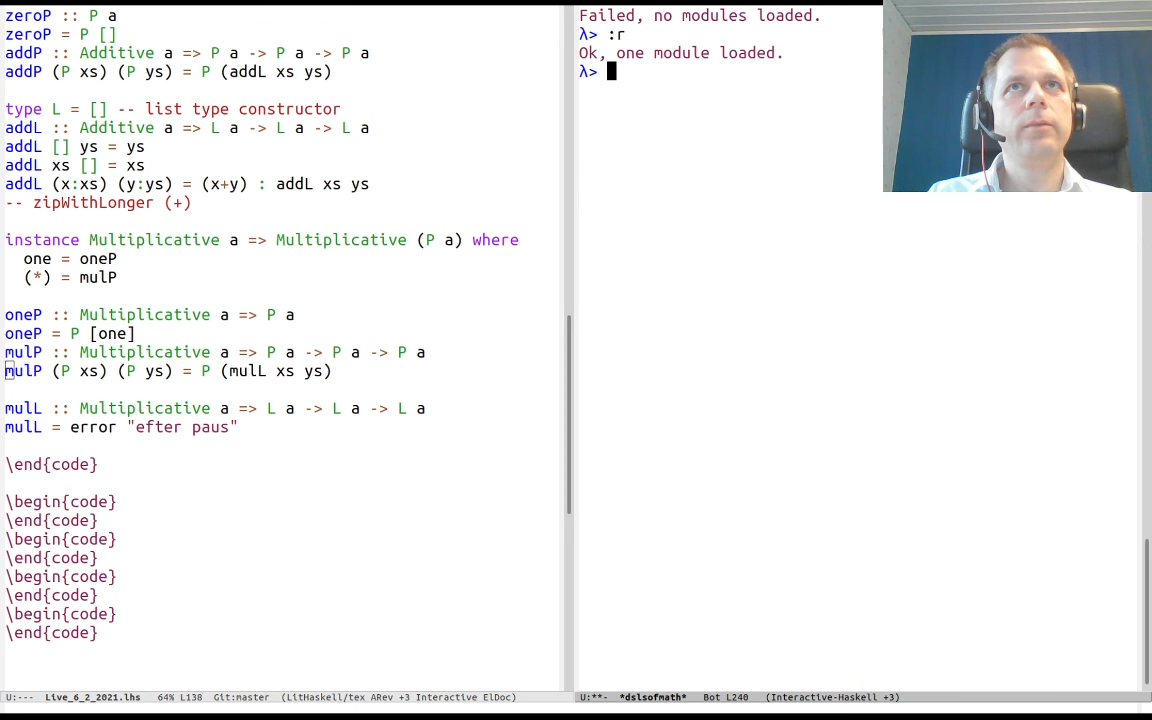 zeroP :: P a
zeroP = P []
addP :: Additive a => P a -> P a -> P a
addP (P xs) (P ys) = P (addL xs ys)
type L = [] -- list type constructor
addL :: Additive a => L a -> L a -> L a
addL [] ys = ys
addL xs [] = xs
addL (x:xs) (y:ys) = (x+y) : addL xs ys
-- zipWithLonger (+)
instance Multiplicative a => Multiplicative (P a) where
  one = oneP
  (*) = mulP
oneP :: Multiplicative a => P a
oneP = P [one]
mulP :: Multiplicative a => P a -> P a -> P a
mulP (P xs) (P ys) = P (mulL xs ys)
mulL :: Multiplicative a => L a -> L a -> L a
mulL = error "efter paus"
\end{code}
\begin{code}
\end{code}
\begin{code}
\end{code}
\begin{code}
\end{code}
\begin{code}
\end{code}
U:--- Live_6_2_2021.lhs 64% L138 Git:master (LitHaskell/tex ARev +3 Interactive ElDoc)
Failed, no modules loaded.
λ> :r
Ok, one module loaded.
λ>
U:**- *dslsofmath* Bot L240 (Interactive-Haskell +3)